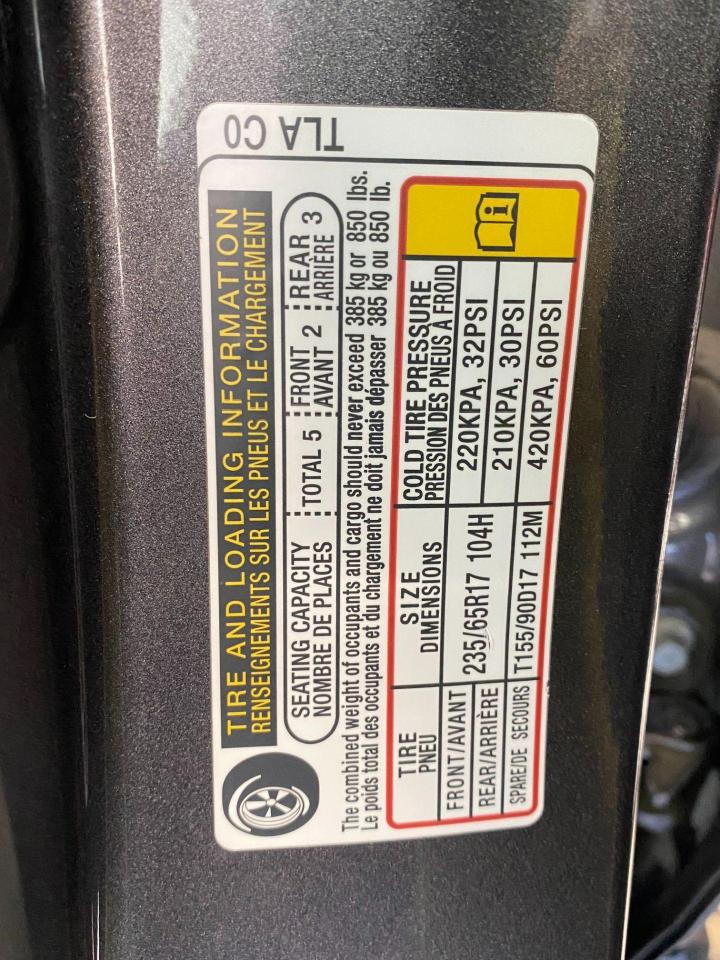 TLA C0
TIRE AND LOADING INFORMATION
RENSEIGNEMENTS SUR LES PNEUS ET LE CHARGEMENT
SEATING CAPACITY TOTAL 5 FRONT 2 REAR 3
NOMBRE DE PLACES AVANT ARRIÈRE
The combined weight of occupants and cargo should never exceed 385 kg or 850 lbs.
Le poids total des occupants et du chargement ne doit jamais dépasser 385 kg ou 850 lb.
TIRE SIZE COLD TIRE PRESSURE
PNEU DIMENSIONS PRESSION DES PNEUS À FROID
FRONT/AVANT 235/65R17 104H 220KPA, 32PSI
REAR/ARRIÈRE 210KPA, 30PSI
SPARE/DE SECOURS T155/90D17 112M 420KPA, 60PSI